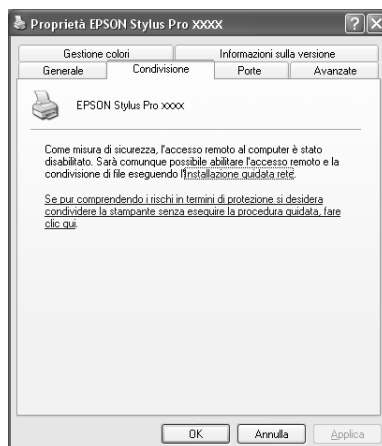 Proprietà EPSON Stylus Pro XXXX
Gestione colori
Informazioni sulla versione
Generale
Condivisione
Porte
Avanzate
EPSON Stylus Pro xxxx
Come misura di sicurezza, l'accesso remoto al computer è stato
disabilitato. Sarà comunque possibile abilitare l'accesso remoto e la
condivisione di file eseguendo l'Installazione guidata rete.
Se pur comprendendo i rischi in termini di protezione si desidera
condividere la stampante senza eseguire la procedura guidata, fare
clic qui.
OK
Annulla
Applica